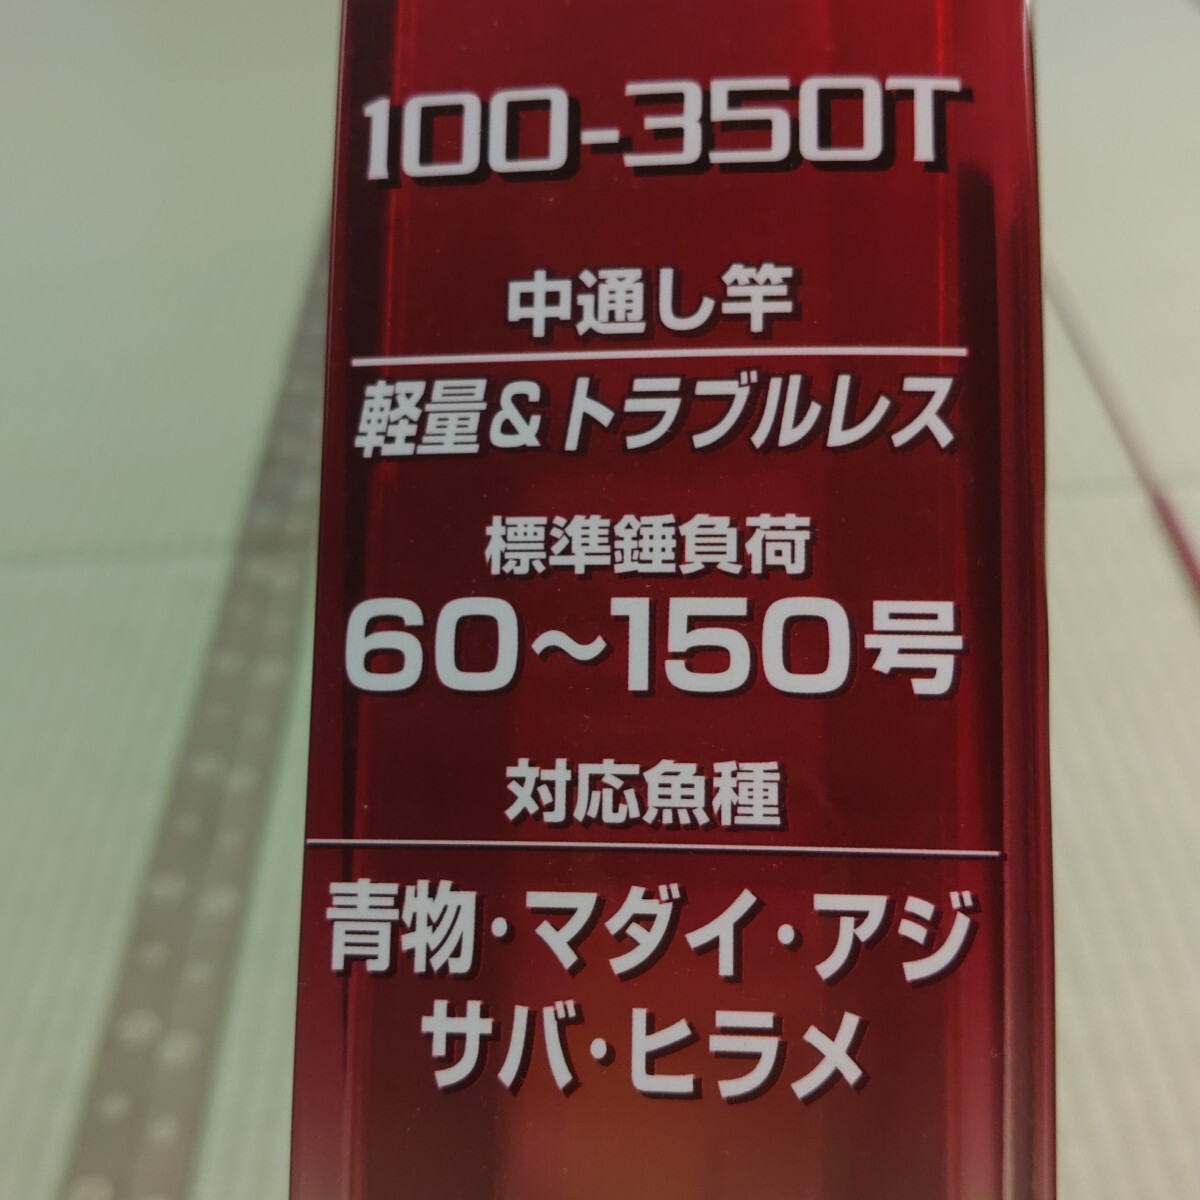 100-350T
中通し竿
軽量&トラブルレス
標準錘負荷
60～150号
対応魚種
青物・マダイ・アジ
サバ・ヒラメ